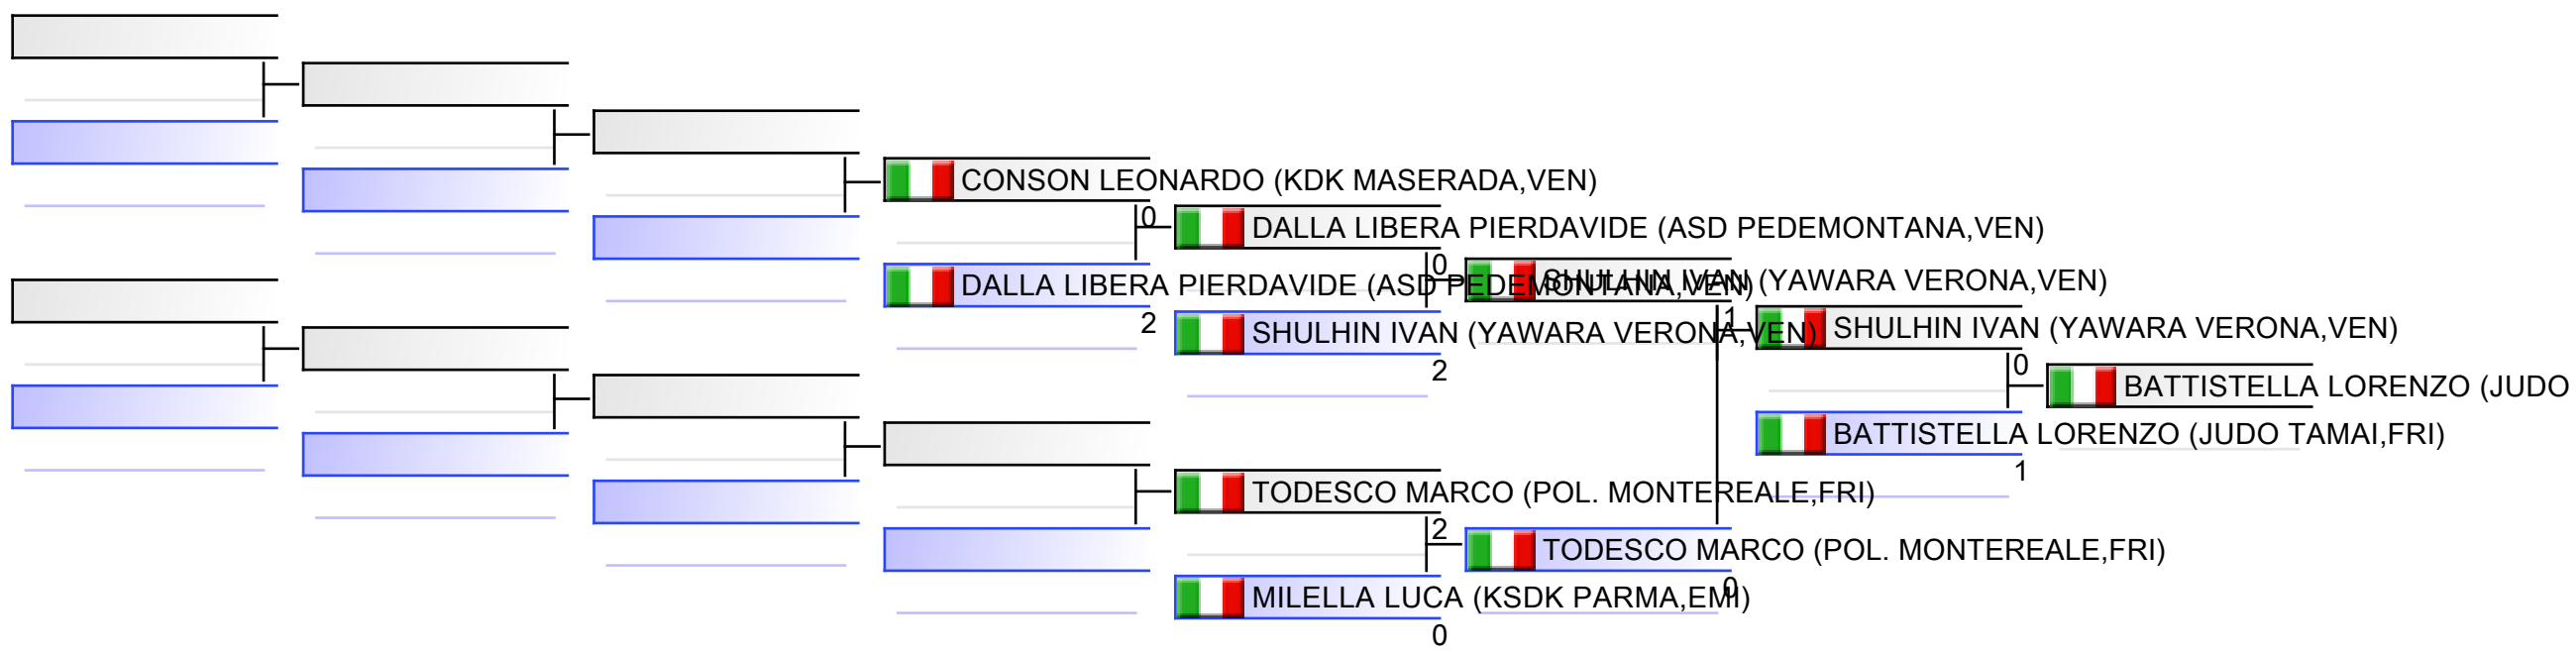 CONSON LEONARDO (KDK MASERADA,VEN)
0
DALLA LIBERA PIERDAVIDE (ASD PEDEMONTANA,VEN)
2
DALLA LIBERA PIERDAVIDE (ASD PEDEMONTANA,VEN)
0
SHULHIN IVAN (YAWARA VERONA,VEN)
2
TODESCO MARCO (POL. MONTEREALE,FRI)
2
MILELLA LUCA (KSDK PARMA,EMI)
0
SHULHIN IVAN (YAWARA VERONA,VEN)
1
TODESCO MARCO (POL. MONTEREALE,FRI)
0
SHULHIN IVAN (YAWARA VERONA,VEN)
0
BATTISTELLA LORENZO (JUDO TAMAI,FRI)
1
BATTISTELLA LORENZO (JUDO